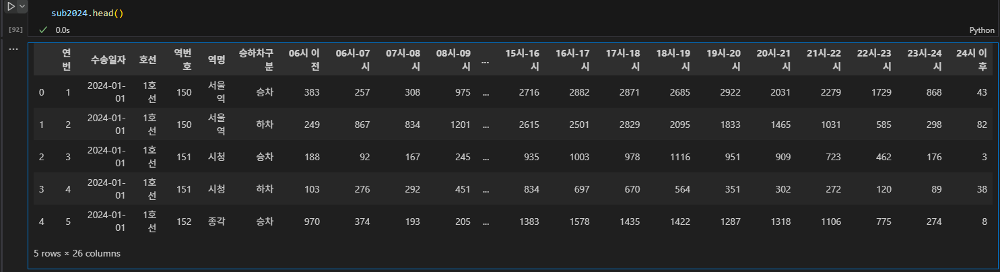 sub2024.head()
[92]
0.0s
Python
...
연번 수송일자 호선 역번호 역명 승하차구분 06시 이전 06시-07시 07시-08시 08시-09시 ... 15시-16시 16시-17시 17시-18시 18시-19시 19시-20시 20시-21시 21시-22시 22시-23시 23시-24시 24시 이후
0 1 2024-01-01 1호선 150 서울역 승차 383 257 308 975 ... 2716 2882 2871 2685 2922 2031 2279 1729 868 43
1 2 2024-01-01 1호선 150 서울역 하차 249 867 834 1201 ... 2615 2501 2829 2095 1833 1465 1031 585 298 82
2 3 2024-01-01 1호선 151 시청 승차 188 92 167 245 ... 935 1003 978 1116 951 909 723 462 176 3
3 4 2024-01-01 1호선 151 시청 하차 103 276 292 451 ... 834 697 670 564 351 302 272 120 89 38
4 5 2024-01-01 1호선 152 종각 승차 970 374 193 205 ... 1383 1578 1435 1422 1287 1318 1106 775 274 8
5 rows × 26 columns